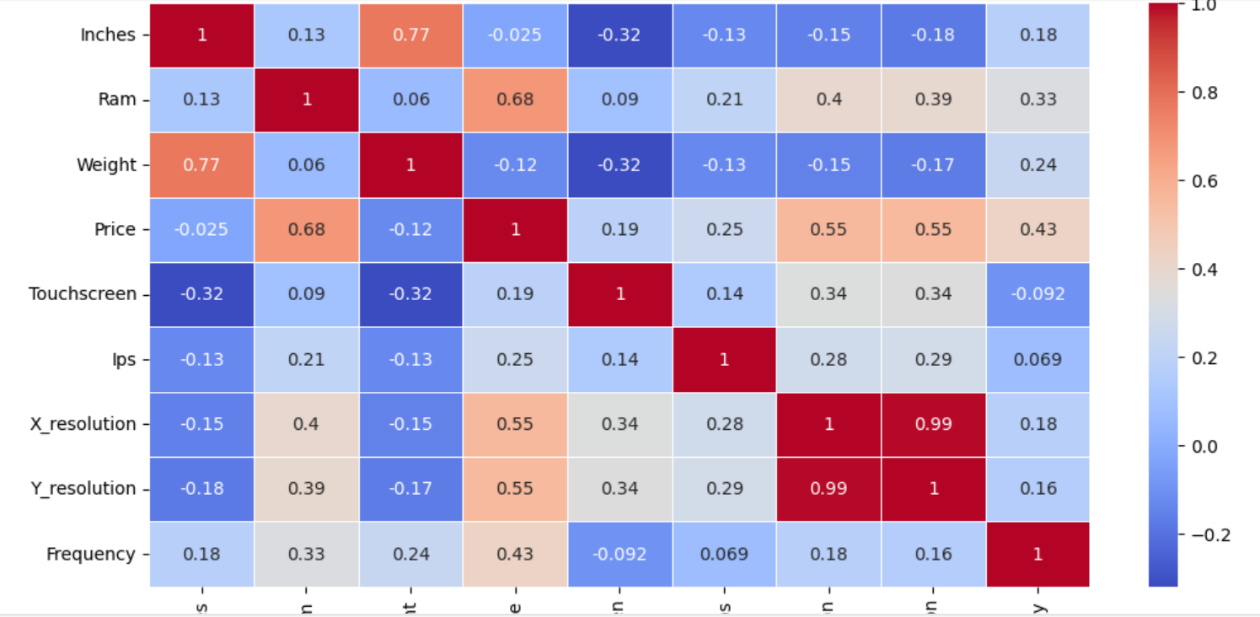 1.0
Inches 1 0.13 0.77 -0.025 -0.32 -0.13 -0.15 -0.18 0.18
Ram 0.13 1 0.06 0.68 0.09 0.21 0.4 0.39 0.33
0.8
Weight 0.77 0.06 1 -0.12 -0.32 -0.13 -0.15 -0.17 0.24
0.6
Price -0.025 0.68 -0.12 1 0.19 0.25 0.55 0.55 0.43
0.4
Touchscreen -0.32 0.09 -0.32 0.19 1 0.14 0.34 0.34 -0.092
Ips -0.13 0.21 -0.13 0.25 0.14 1 0.28 0.29 0.069
0.2
X_resolution -0.15 0.4 -0.15 0.55 0.34 0.28 1 0.99 0.18
0.0
Y_resolution -0.18 0.39 -0.17 0.55 0.34 0.29 0.99 1 0.16
−0.2
Frequency 0.18 0.33 0.24 0.43 -0.092 0.069 0.18 0.16 1